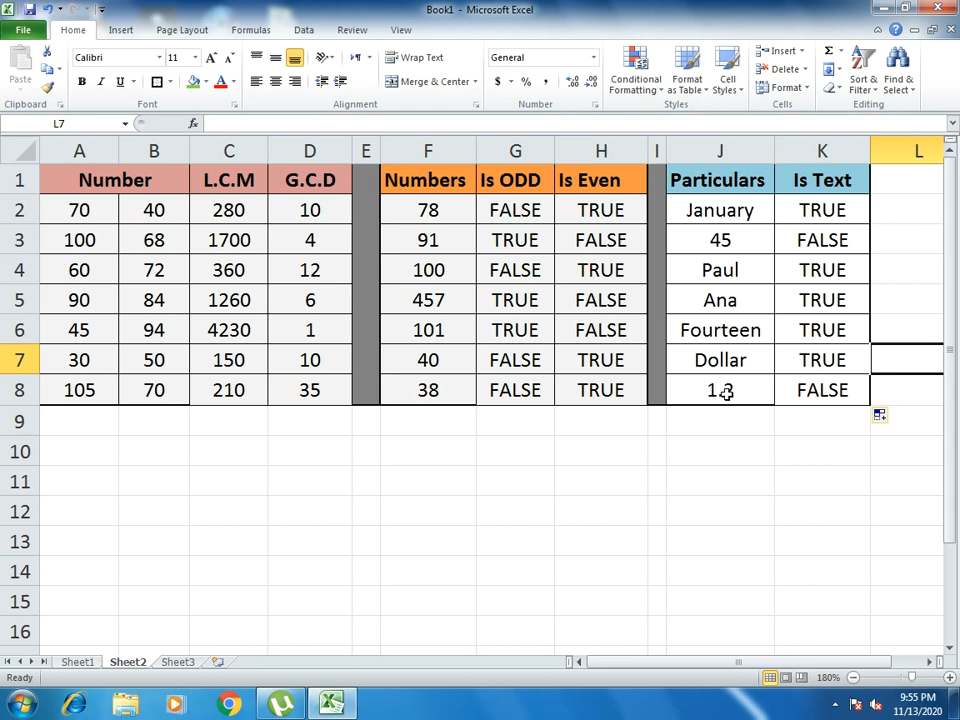 Book1 - Microsoft Excel
File Home Insert Page Layout Formulas Data Review View
Paste
Calibri 11 A A
B I U A
Wrap Text
Merge & Center
General
$ % ,
Conditional Formatting
Format as Table
Cell Styles
Insert
Delete
Format
Σ
Sort & Filter
Find & Select
Clipboard Font Alignment Number Styles Cells Editing
L7 fx
A B C D E F G H I J K L
1 Number L.C.M G.C.D Numbers Is ODD Is Even Particulars Is Text
2 70 40 280 10 78 FALSE TRUE January TRUE
3 100 68 1700 4 91 TRUE FALSE 45 FALSE
4 60 72 360 12 100 FALSE TRUE Paul TRUE
5 90 84 1260 6 457 TRUE FALSE Ana TRUE
6 45 94 4230 1 101 TRUE FALSE Fourteen TRUE
7 30 50 150 10 40 FALSE TRUE Dollar TRUE
8 105 70 210 35 38 FALSE TRUE FALSE
9
10
11
12
13
14
15
16
Sheet1 Sheet2 Sheet3
Ready 180%
9:55 PM
11/13/2020